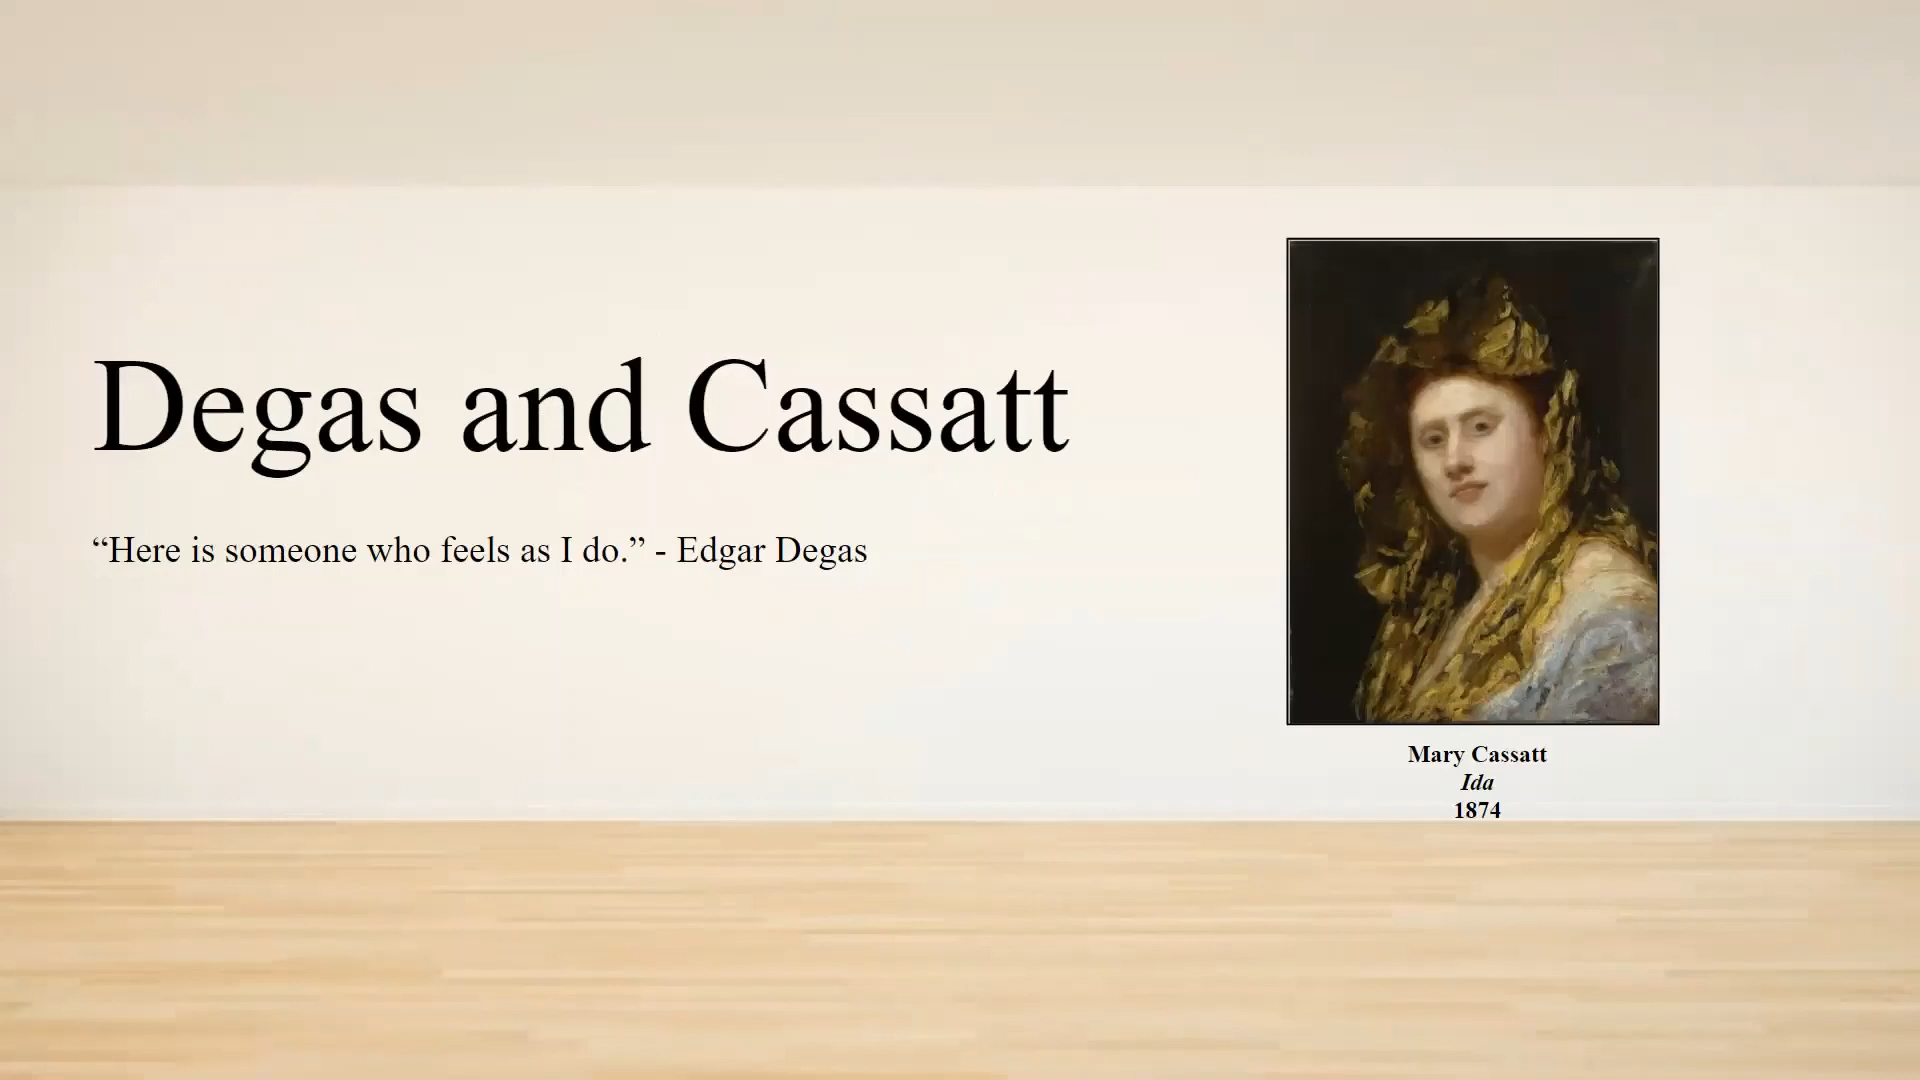 Degas and Cassatt
“Here is someone who feels as I do.” - Edgar Degas
Mary Cassatt
Ida
1874